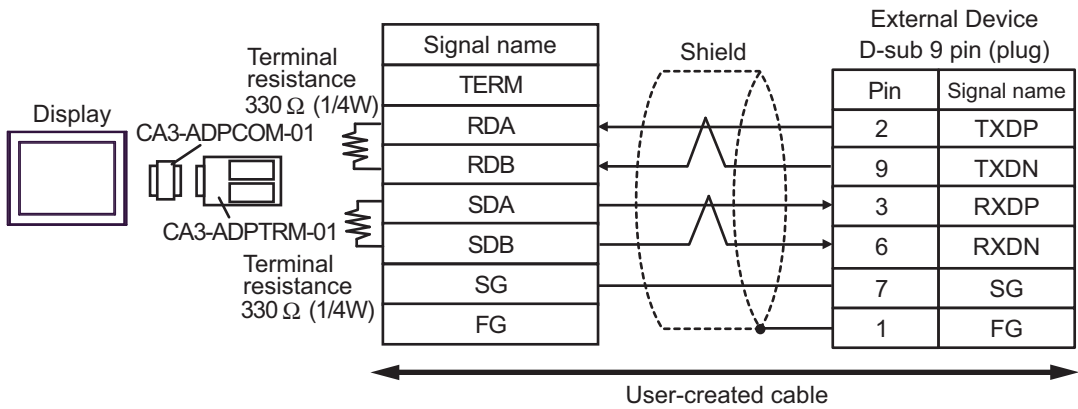 External Device
D-sub 9 pin (plug)
Signal name
Shield
Terminal
resistance
330 Ω (1/4W)
TERM
Pin Signal name
Display
CA3-ADPCOM-01
RDA
2 TXDP
RDB
9 TXDN
SDA
3 RXDP
CA3-ADPTRM-01
SDB
6 RXDN
Terminal
resistance
330 Ω (1/4W)
SG
7 SG
FG
1 FG
User-created cable